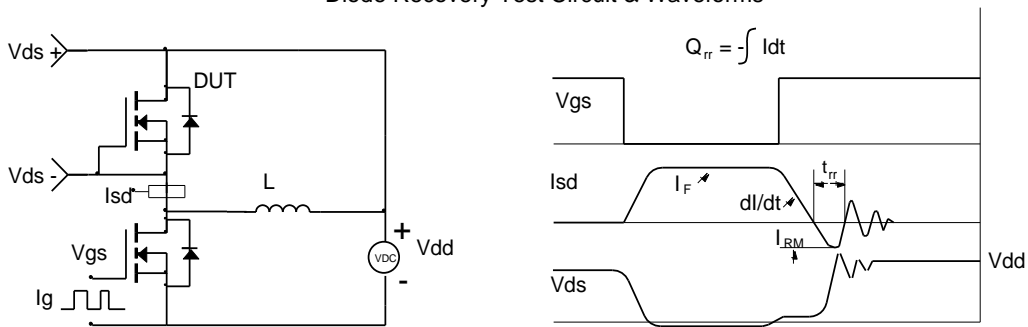 Diode Recovery Test Circuit & Waveforms
Vds +
DUT
Vds -
Isd
L
Vgs
Ig
+
VDC
Vdd
-
Qrr = -∫ Idt
Vgs
Isd
IF
dI/dt
trr
IRM
Vdd
Vds